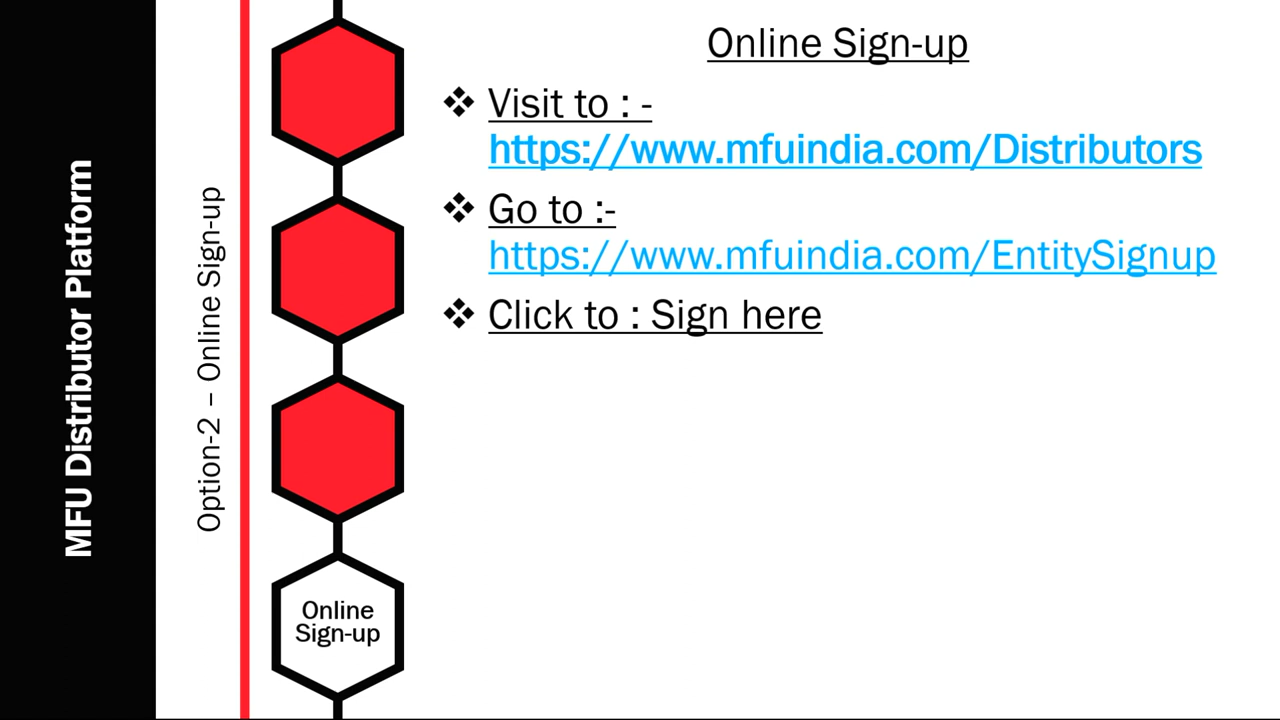 MFU Distributor Platform
Option-2 – Online Sign-up
Online
Sign-up
Online Sign-up
❖ Visit to : -
https://www.mfuindia.com/Distributors
❖ Go to :-
https://www.mfuindia.com/EntitySignup
❖ Click to : Sign here